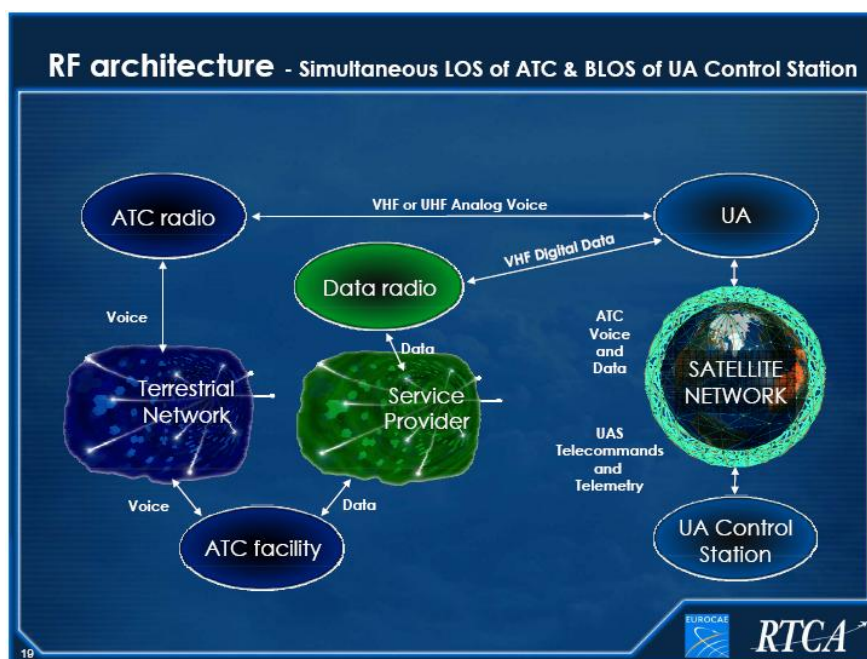 RF architecture - Simultaneous LOS of ATC & BLOS of UA Control Station
ATC radio
VHF or UHF Analog Voice
UA
VHF Digital Data
Data radio
Voice
Data
ATC
Voice
and
Data
Terrestrial
Network
Service
Provider
SATELLITE
NETWORK
UAS
Telecommands
and
Telemetry
Voice
Data
ATC facility
UA Control
Station
19
EUROCAE
RTCA